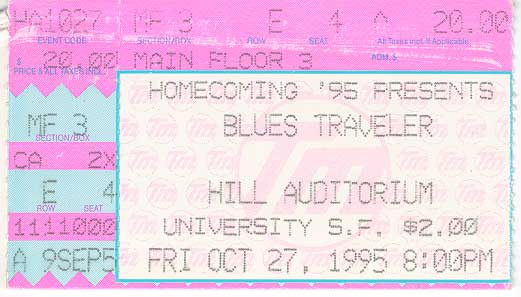 HA1027 MF 3 E 4 A 20.00
EVENT CODE SECTION/BOX ROW SEAT All Taxes Incl. If Applicable
$ 20.00 MAIN FLOOR 3 ADM. $
PRICE & ALL TAXES INCL.
HOMECOMING '95 PRESENTS
MF 3 BLUES TRAVELER
SECTION/BOX
CA 2X
E 4 HILL AUDITORIUM
ROW SEAT
1111000 UNIVERSITY S.F. $2.00
A 9SEP5 FRI OCT 27, 1995 8:00PM